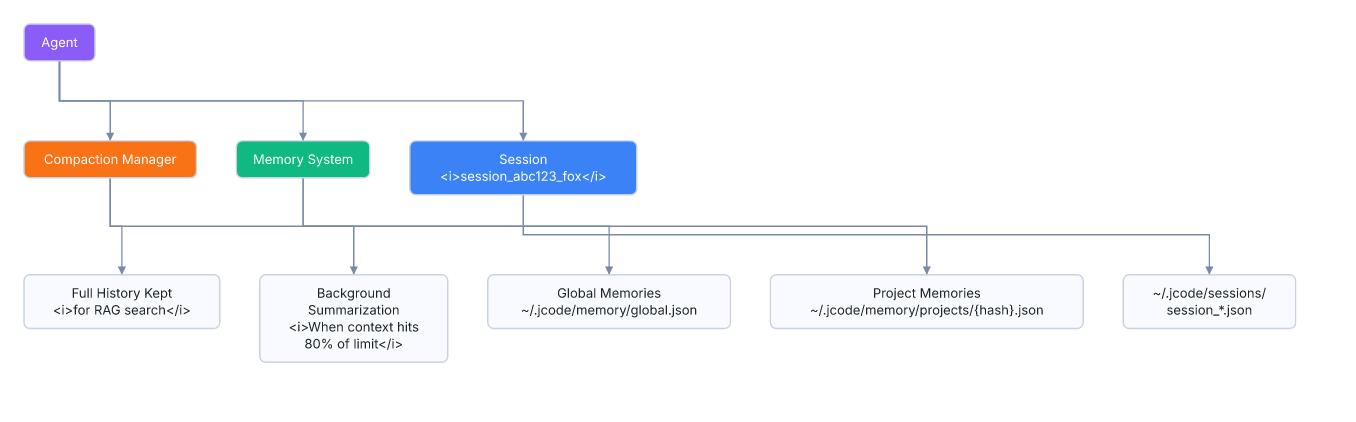 Agent
Compaction Manager
Memory System
Session
<i>session_abc123_fox</i>
Full History Kept
<i>for RAG search</i>
Background
Summarization
<i>When context hits
80% of limit</i>
Global Memories
~/.jcode/memory/global.json
Project Memories
~/.jcode/memory/projects/{hash}.json
~/.jcode/sessions/
session_*.json